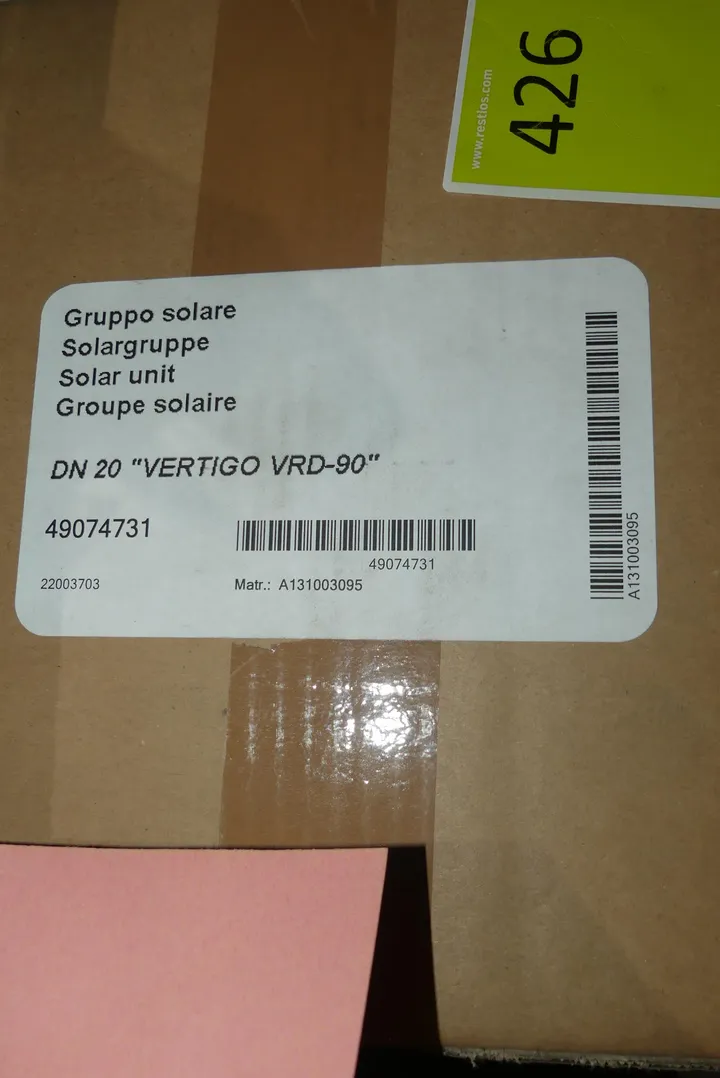 426
www.restlos.com
Gruppo solare
Solargruppe
Solar unit
Groupe solaire
DN 20 "VERTIGO VRD-90"
49074731
49074731
22003703
Matr.: A131003095
A131003095